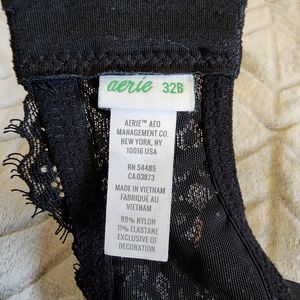 aerie 32B
AERIE™ AEO
MANAGEMENT CO.
NEW YORK, NY
10016 USA
RN 54485
CA 03873
MADE IN VIETNAM
FABRIQUÉ AU
VIETNAM
89% NYLON
11% ELASTANE
EXCLUSIVE OF
DECORATION